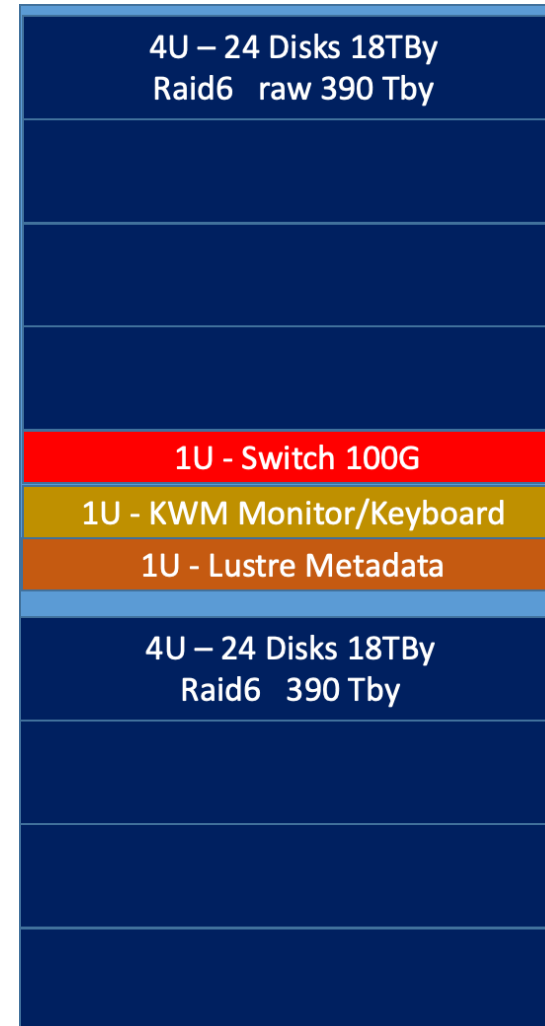 4U – 24 Disks 18TBy
Raid6   raw 390 Tby
1U - Switch 100G
1U - KWM Monitor/Keyboard
1U - Lustre Metadata
4U – 24 Disks 18TBy
Raid6   390 Tby